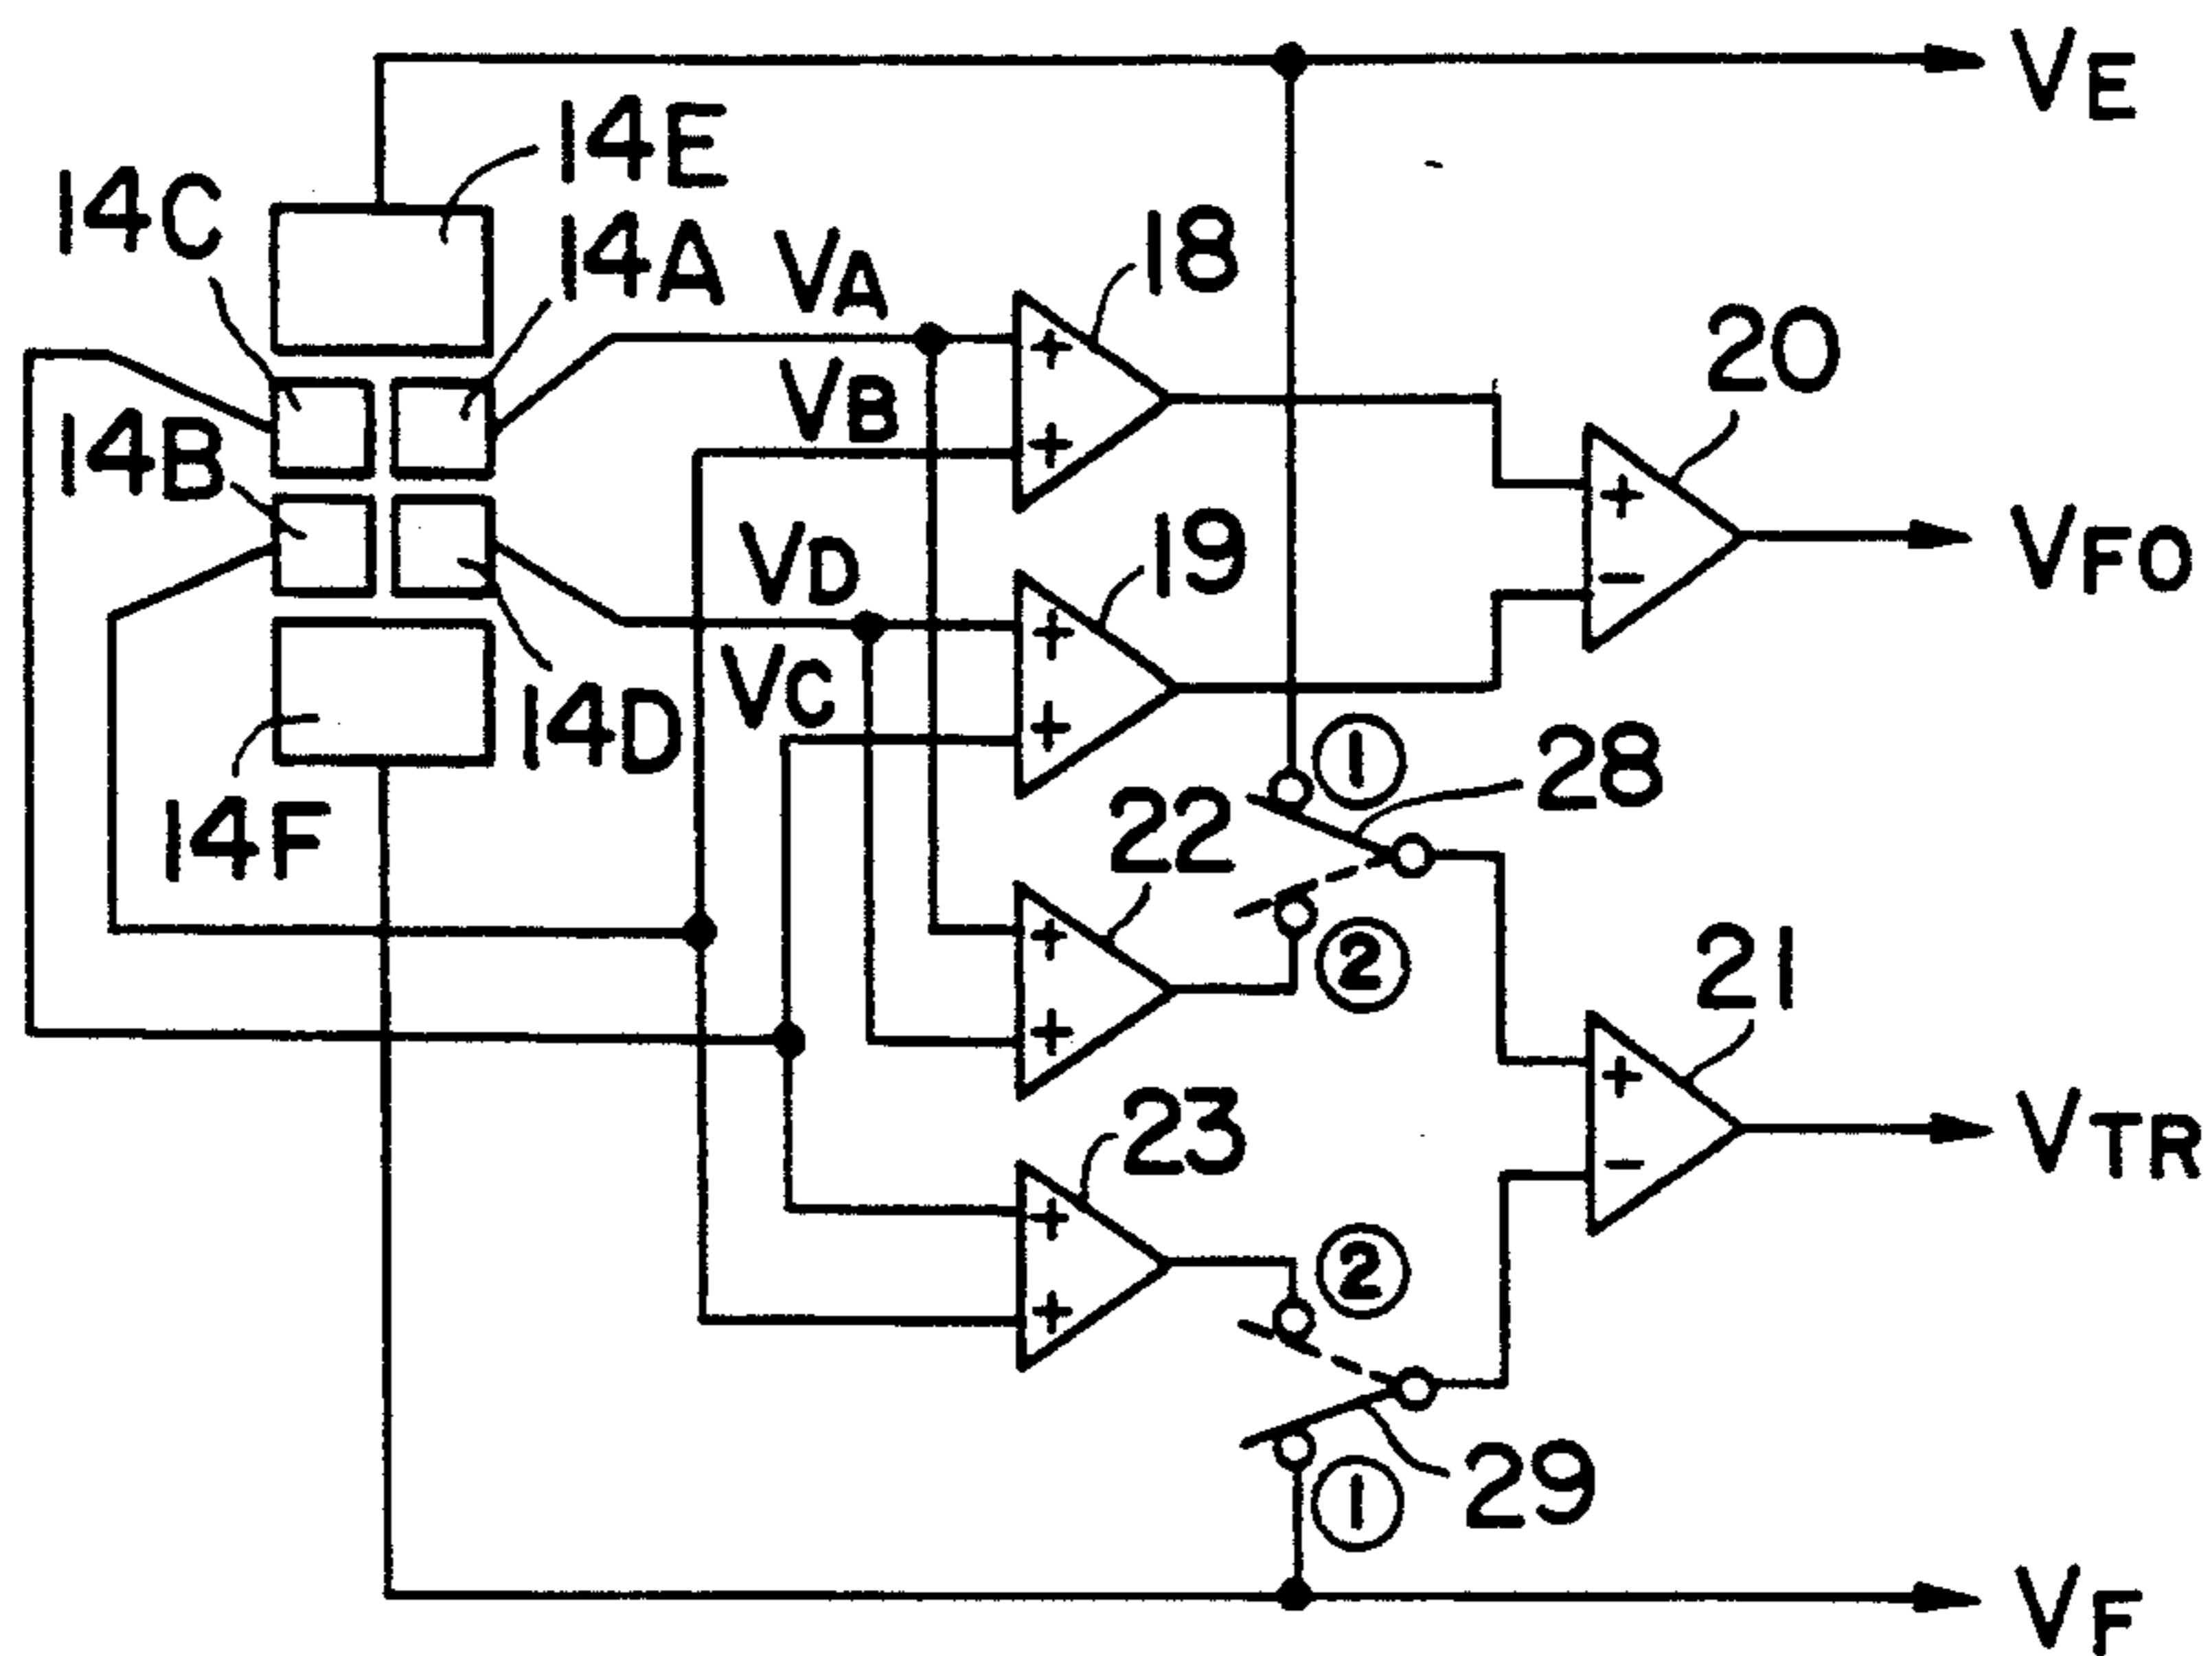 VE
14E
14C
14A
VA
18
20
VB
14B
+
+
+
VD
19
VFO
−
+
VC
14D
+
①
28
14F
22
②
21
+
+
+
23
VTR
−
+
②
+
29
①
VF